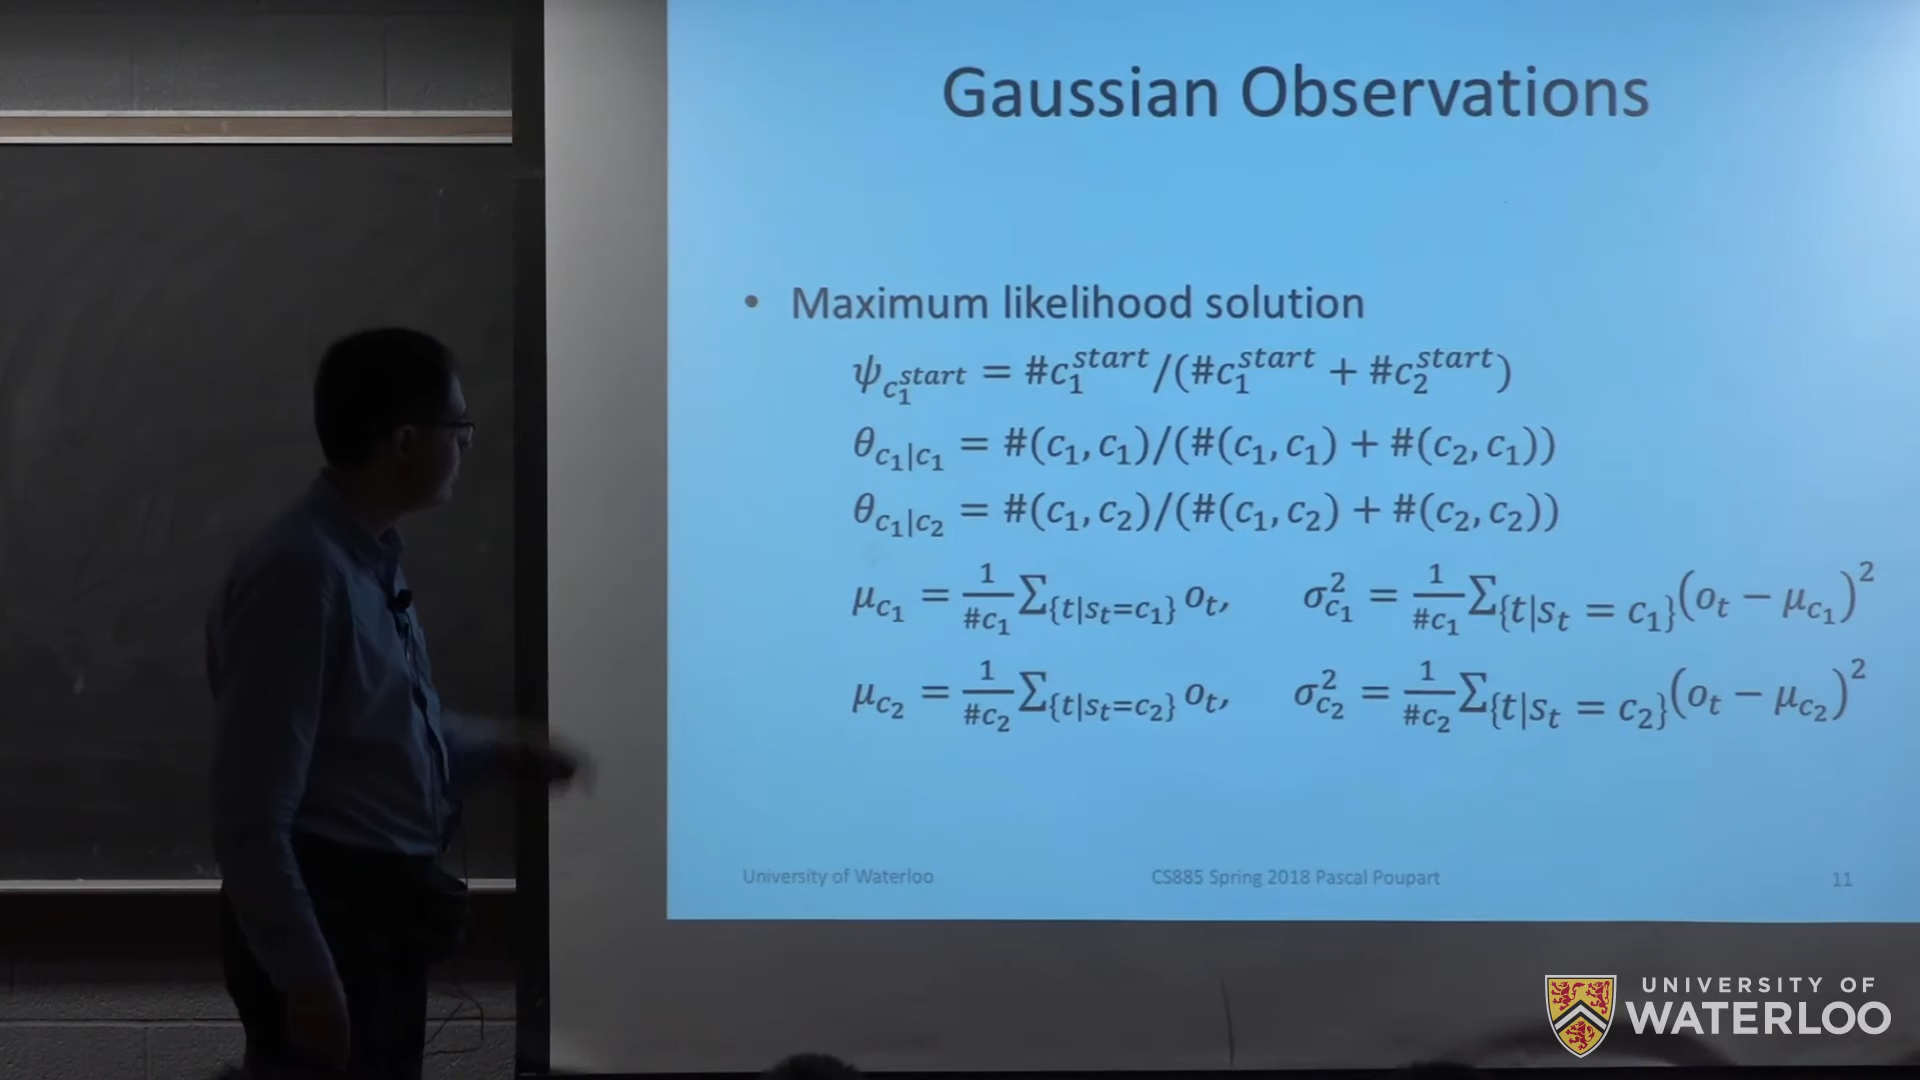 Gaussian Observations
• Maximum likelihood solution
ψ_{c_1^{start}} = #c_1^{start}/(#c_1^{start} + #c_2^{start})
θ_{c_1|c_1} = #(c_1, c_1)/(#(c_1, c_1) + #(c_2, c_1))
θ_{c_1|c_2} = #(c_1, c_2)/(#(c_1, c_2) + #(c_2, c_2))
μ_{c_1} = \frac{1}{#c_1} Σ_{{t|s_t=c_1}} o_t, σ_{c_1}^2 = \frac{1}{#c_1} Σ_{{t|s_t = c_1}} (o_t − μ_{c_1})^2
μ_{c_2} = \frac{1}{#c_2} Σ_{{t|s_t=c_2}} o_t, σ_{c_2}^2 = \frac{1}{#c_2} Σ_{{t|s_t = c_2}} (o_t − μ_{c_2})^2
University of Waterloo CS885 Spring 2018 Pascal Poupart 11
UNIVERSITY OF
WATERLOO